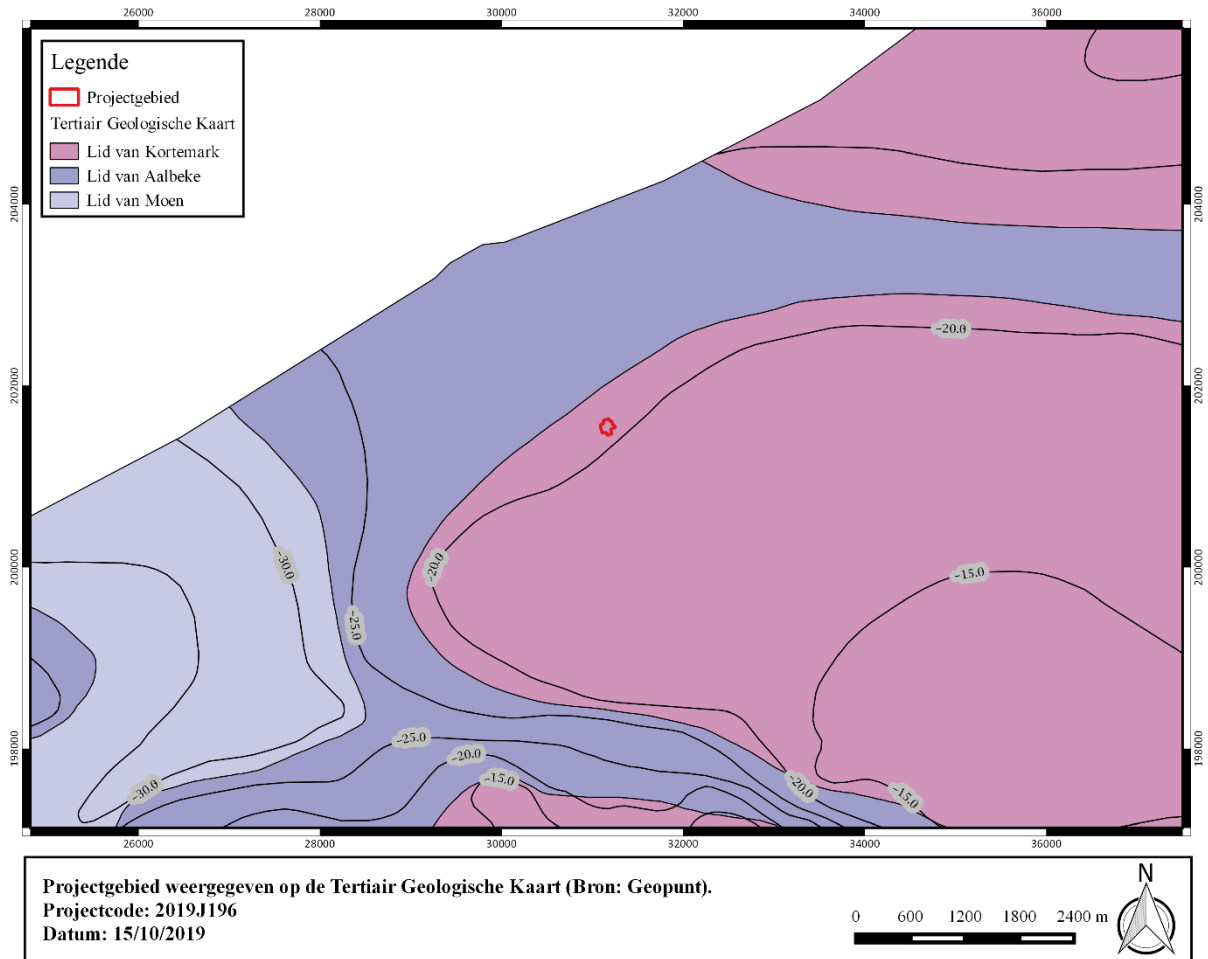 26000 28000 30000 32000 34000 36000
Legende
Projectgebied
Tertiair Geologische Kaart
Lid van Kortemark
Lid van Aalbeke
Lid van Moen
204000
204000
-20.0
202000
202000
-30.0
-20.0
-15.0
200000
200000
-25.0
-25.0
-20.0
198000
198000
-15.0
-30.0
-20.0
-15.0
26000 28000 30000 32000 34000 36000
Projectgebied weergegeven op de Tertiair Geologische Kaart (Bron: Geopunt).
Projectcode: 2019J196
Datum: 15/10/2019
0 600 1200 1800 2400 m
N